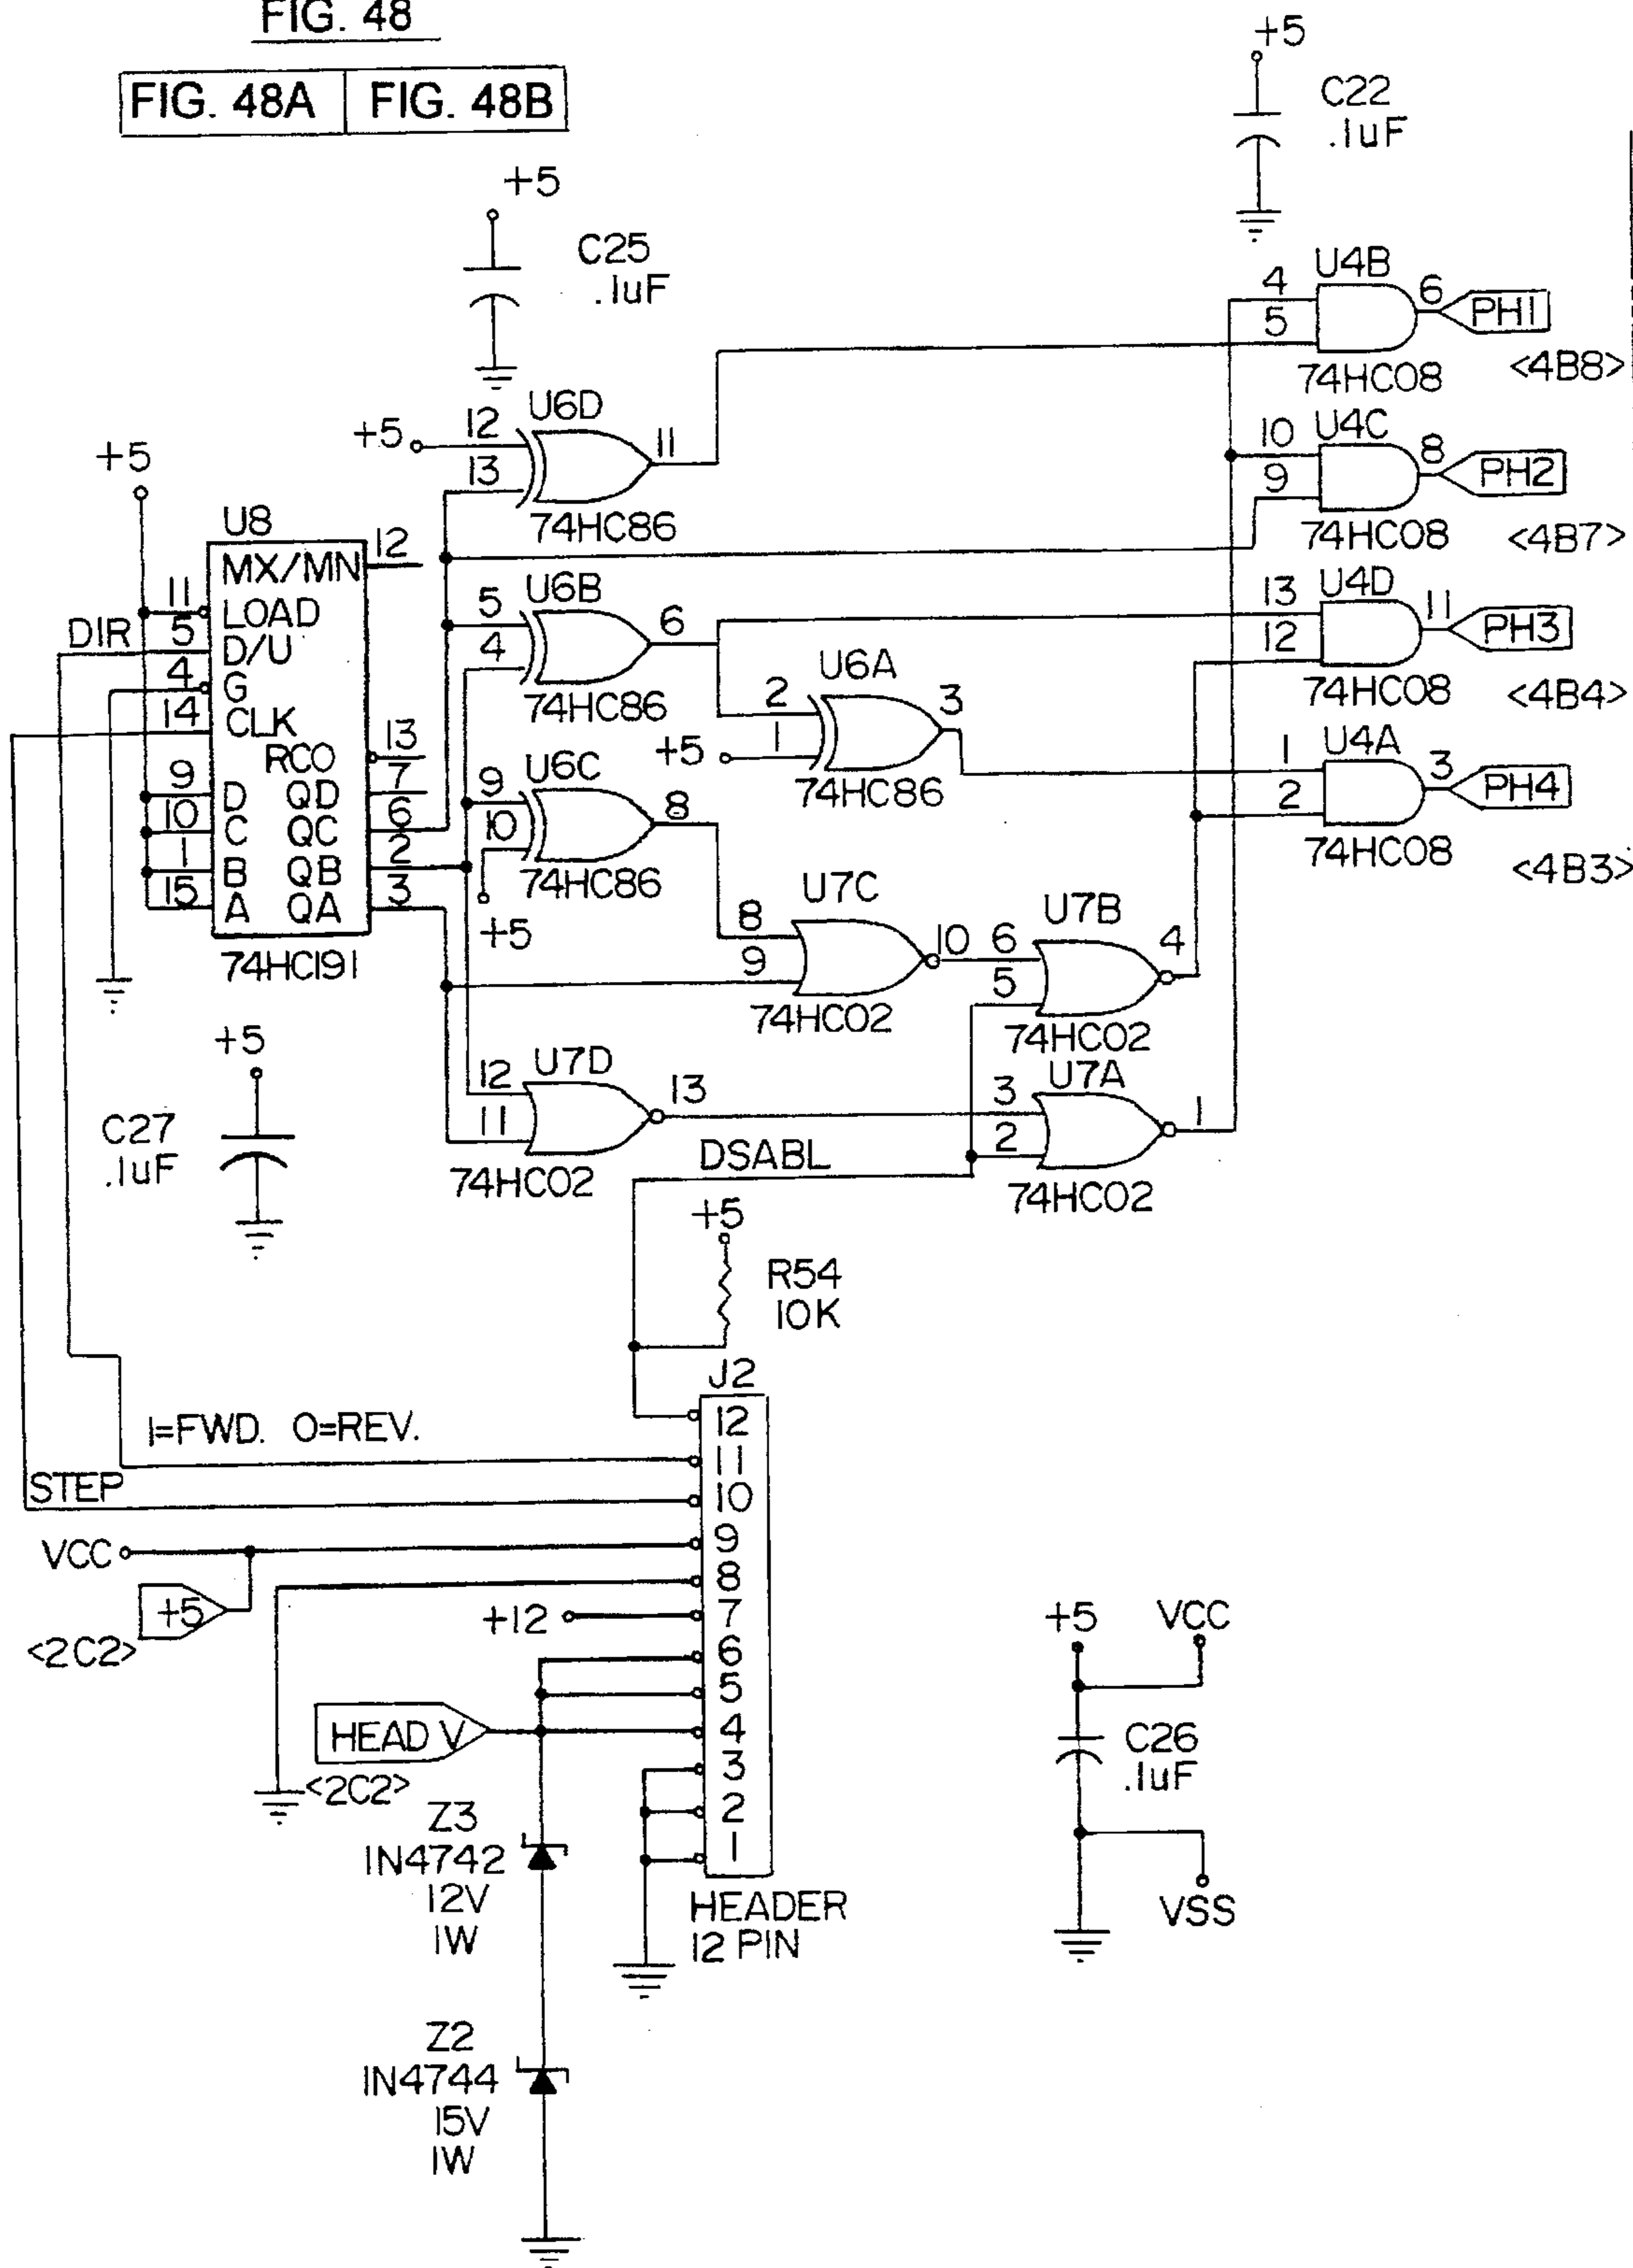 FIG. 48
FIG. 48A FIG. 48B
+5
C22
.1uF
+5
C25
.1uF
U4B
4
5
6
PH1
74HC08
<4B8>
U6D
+5
12
13
11
74HC86
U4C
10
9
8
PH2
74HC08
<4B7>
+5
U8
MX/MN
12
11
LOAD
DIR
5
D/U
4
G
14
CLK
RCO
13
9
D
QD
7
10
C
QC
6
1
B
QB
2
15
A
QA
3
74HC191
U6B
5
4
6
74HC86
U4D
13
12
11
PH3
74HC08
<4B4>
U6A
2
+5
1
3
74HC86
U4A
1
2
3
PH4
74HC08
<4B3>
U6C
9
10
8
74HC86
+5
U7C
8
9
10
74HC02
U7B
6
5
4
74HC02
+5
C27
.1uF
U7D
12
11
13
74HC02
U7A
3
2
1
74HC02
DSABL
+5
R54
10K
J2
12
1=FWD. 0=REV.
11
STEP
10
VCC
9
+5
<2C2>
8
+12
7
6
5
HEAD V
<2C2>
4
3
2
1
HEADER
12 PIN
Z3
1N4742
12V
1W
Z2
1N4744
15V
1W
+5
VCC
C26
.1uF
VSS